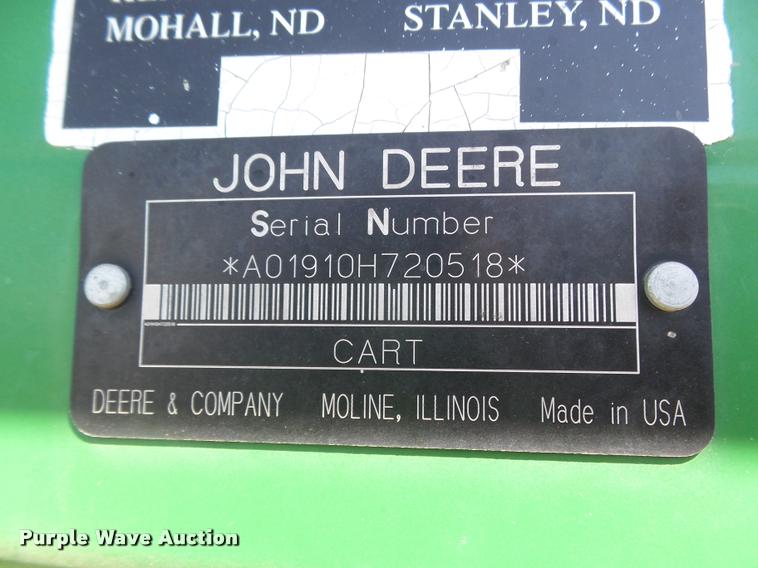 MOHALL, ND STANLEY, ND
JOHN DEERE
Serial Number
*A01910H720518*
CART
DEERE & COMPANY MOLINE, ILLINOIS Made in USA
Purple Wave Auction